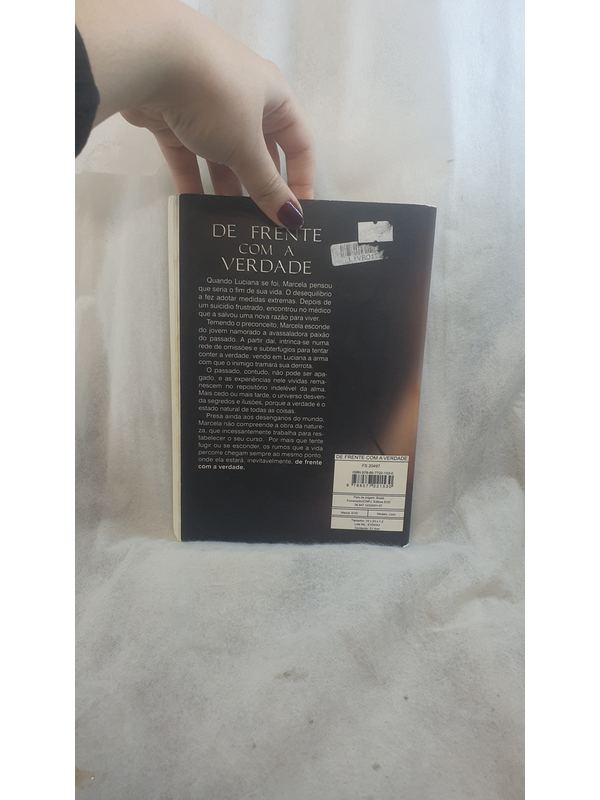 DE FRENTE
COM A
VERDADE
LIVRO
Quando Luciana se foi, Marcela pensou
que seria o fim de sua vida. O desequilíbrio
a fez adotar medidas extremas. Depois de
um suicídio frustrado, encontrou no médico
que a salvou uma nova razão para viver.
Temendo o preconceito, Marcela esconde
do jovem namorado a avassaladora paixão
do passado. A partir daí, intrinca-se numa
rede de omissões e subterfúgios para tentar
conter a verdade, vendo em Luciana a arma
com que o inimigo tramará sua derrota.
O passado, contudo, não pode ser apa-
gado, e as experiências nele vividas rema-
nescem no repositório indelével da alma.
Mais cedo ou mais tarde, o universo desven-
da segredos e ilusões, porque a verdade é o
estado natural de todas as coisas.
Presa ainda aos desenganos do mundo,
Marcela não compreende a obra da nature-
za, que incessantemente trabalha para res-
tabelecer o seu curso. Por mais que tente
fugir ou se esconder, os rumos que a vida
percorre chegam sempre ao mesmo ponto,
onde ela estará, inevitavelmente, de frente
com a verdade.
DE FRENTE COM A VERDADE